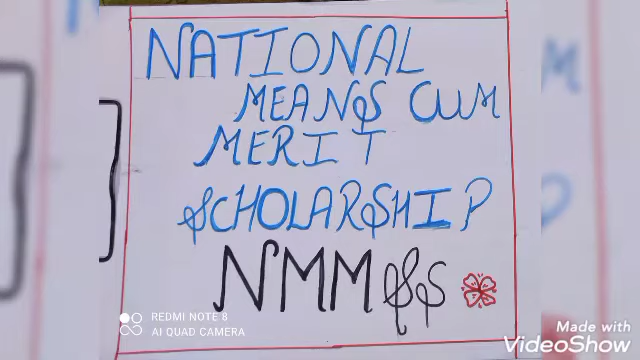 NATIONAL
MEANS CUM
MERIT
SCHOLARSHIP
NMMSS
REDMI NOTE 8
AI QUAD CAMERA
Made with
VideoShow